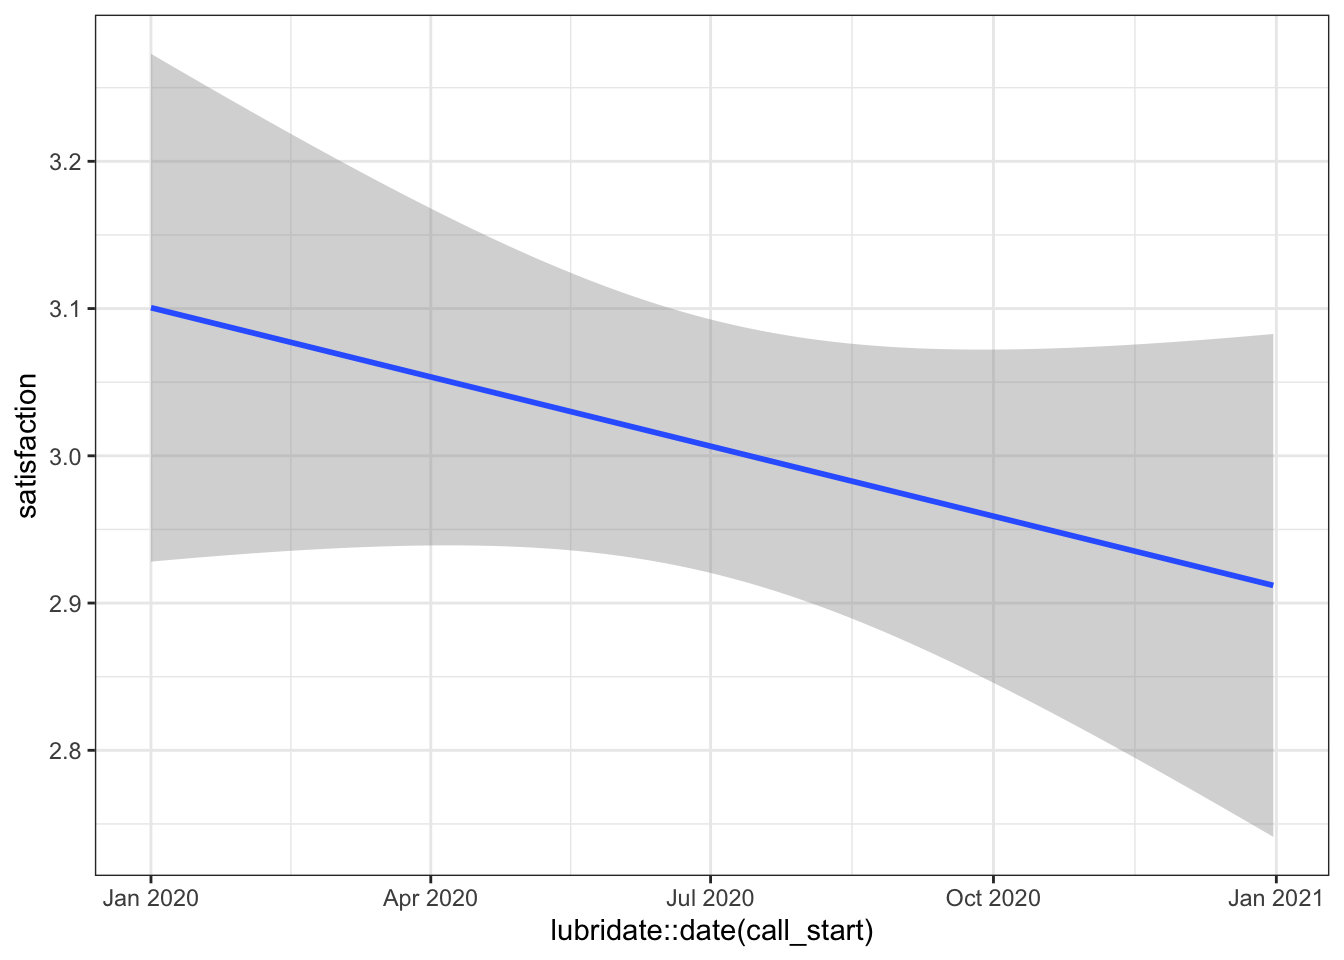 satisfaction
3.2
3.1
3.0
2.9
2.8
Jan 2020
Apr 2020
Jul 2020
Oct 2020
Jan 2021
lubridate::date(call_start)